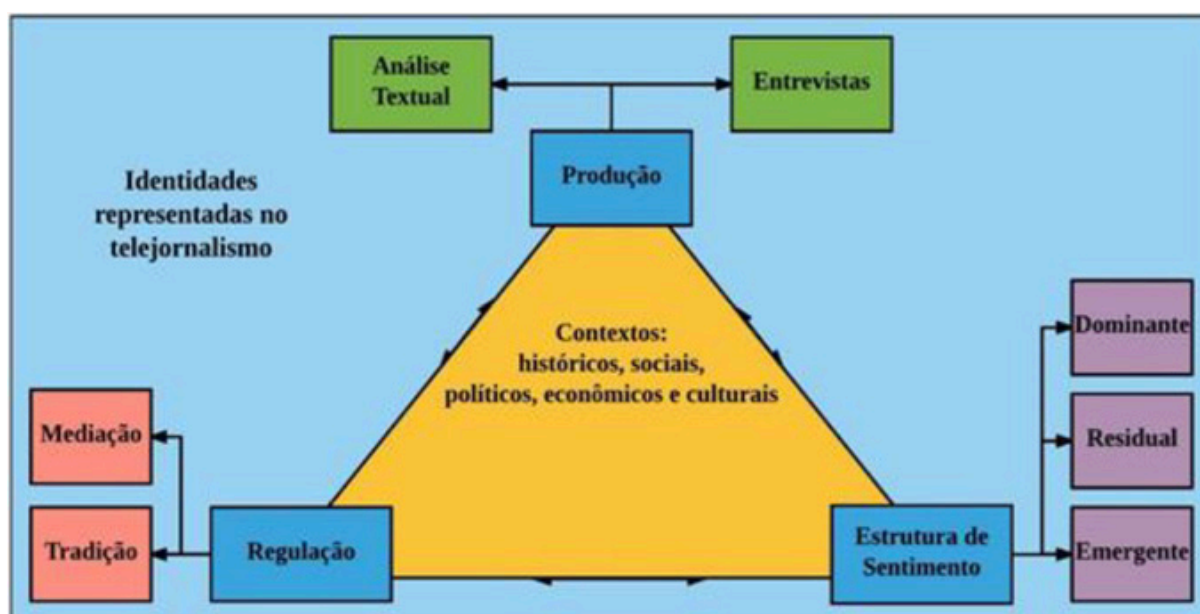 Análise
Textual
Entrevistas
Produção
Identidades
representadas no
telejornalismo
Contextos:
históricos, sociais,
políticos, econômicos e culturais
Dominante
Residual
Emergente
Mediação
Tradição
Regulação
Estrutura de
Sentimento